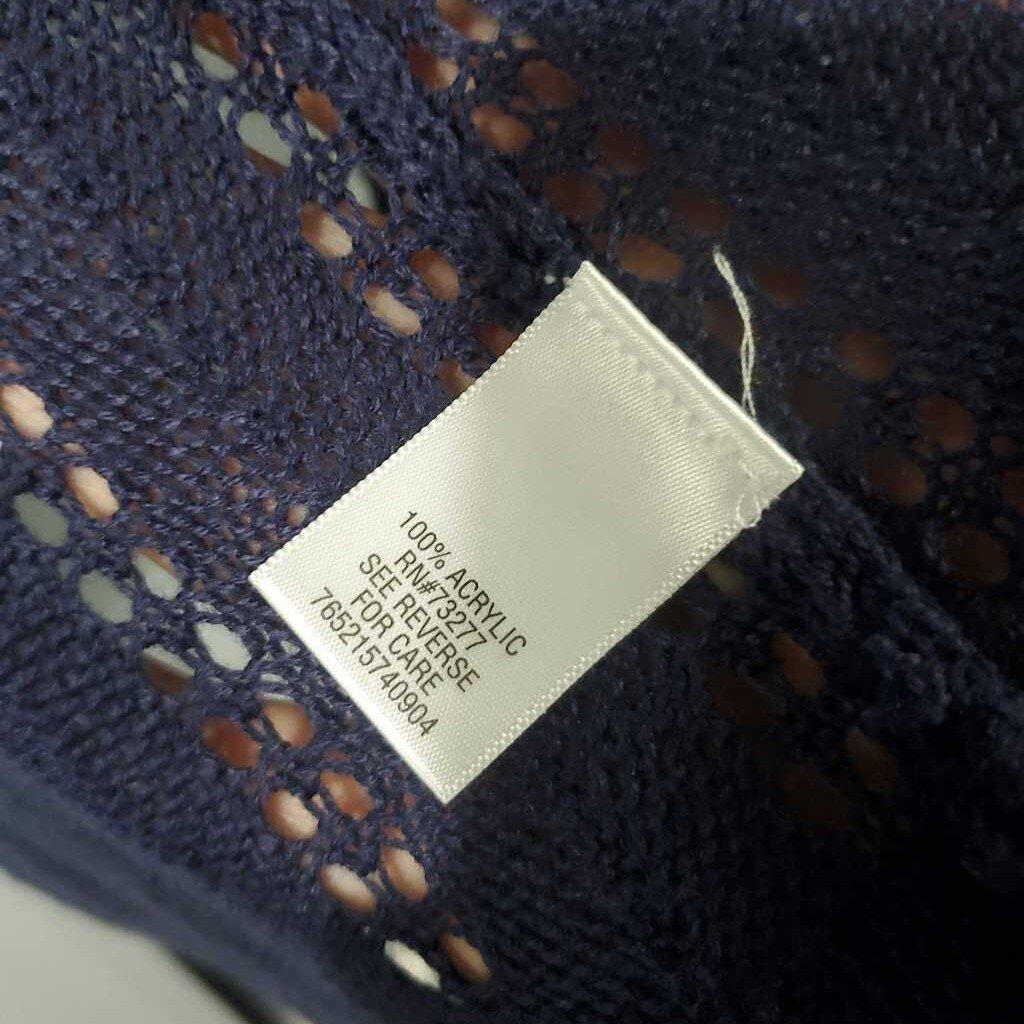 100% ACRYLIC
RN#73277
SEE REVERSE
FOR CARE
765215740904